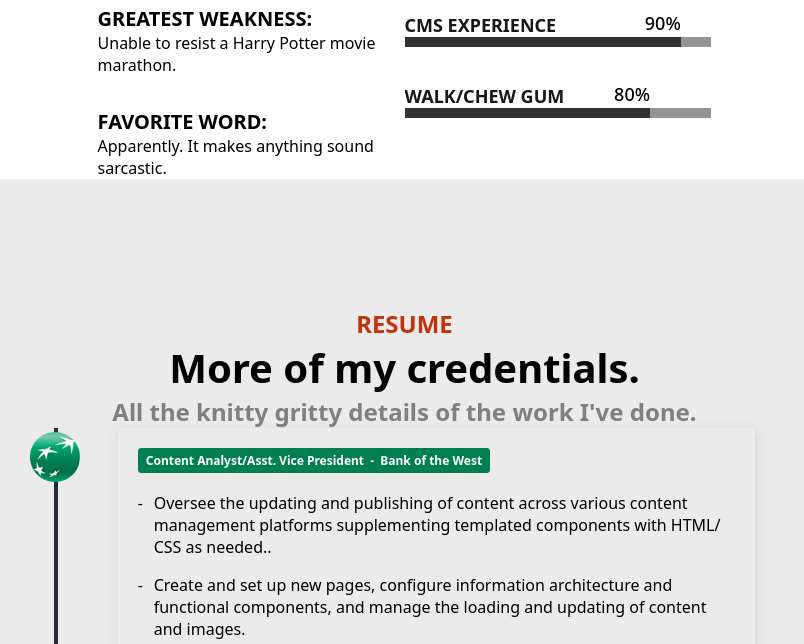 GREATEST WEAKNESS:
Unable to resist a Harry Potter movie
marathon.
FAVORITE WORD:
Apparently. It makes anything sound
sarcastic.
CMS EXPERIENCE 90%
WALK/CHEW GUM 80%
RESUME
More of my credentials.
All the knitty gritty details of the work I've done.
Content Analyst/Asst. Vice President - Bank of the West
- Oversee the updating and publishing of content across various content
management platforms supplementing templated components with HTML/
CSS as needed..
- Create and set up new pages, configure information architecture and
functional components, and manage the loading and updating of content
and images.